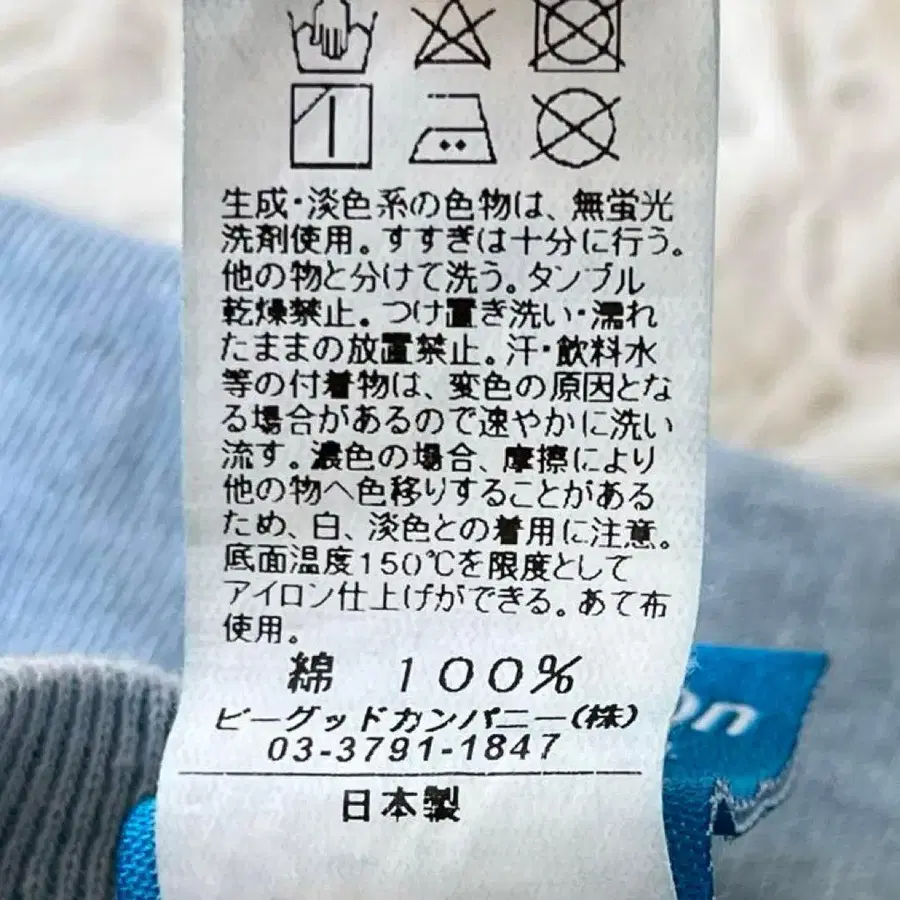 生成・淡色系の色物は、無蛍光
洗剤使用。すすぎは十分に行う。
他の物と分けて洗う。タンブル
乾燥禁止。つけ置き洗い・濡れ
たままの放置禁止。汗・飲料水
等の付着物は、変色の原因とな
る場合があるので速やかに洗い
流す。濃色の場合、摩擦により
他の物へ色移りすることがある
ため、白、淡色との着用に注意。
底面温度150℃を限度として
アイロン仕上げができる。あて布
使用。
綿 100%
ビーグッドカンパニー(株)
03-3791-1847
日本製